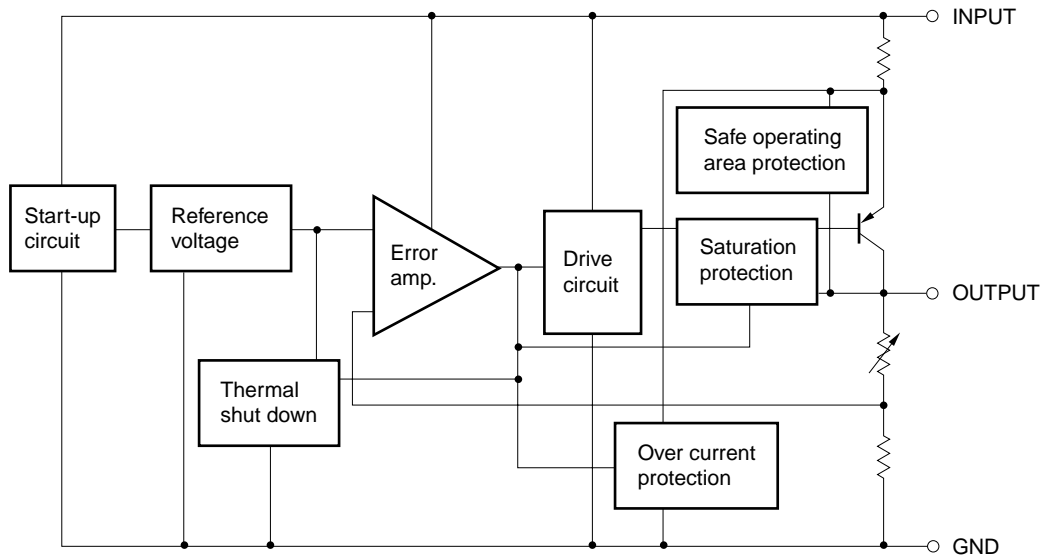 INPUT
Safe operating
area protection
Start-up
circuit
Reference
voltage
Error
amp.
Drive
circuit
Saturation
protection
OUTPUT
Thermal
shut down
Over current
protection
GND